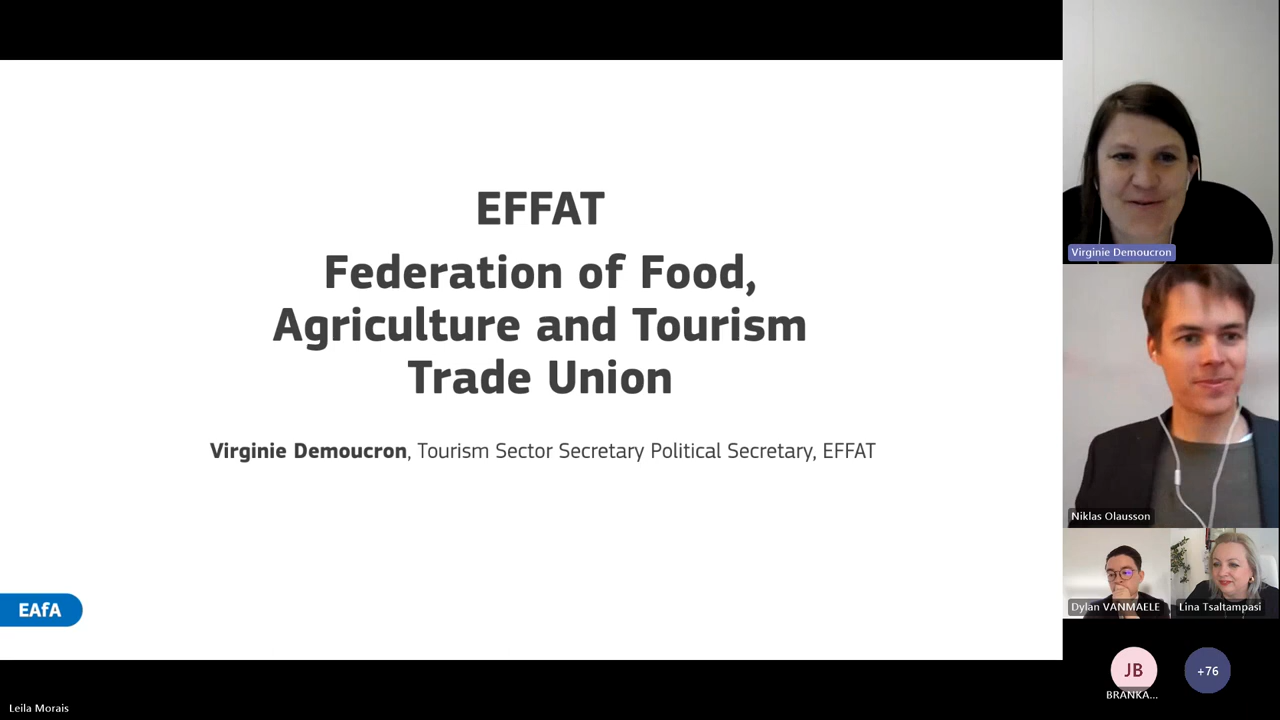 EFFAT
Federation of Food,
Agriculture and Tourism
Trade Union
Virginie Demoucron, Tourism Sector Secretary Political Secretary, EFFAT
EAfA
Leila Morais
Virginie Demoucron
Niklas Olausson
Dylan VANMAELE
Lina Tsaltampasi
JB
BRANKA...
+76